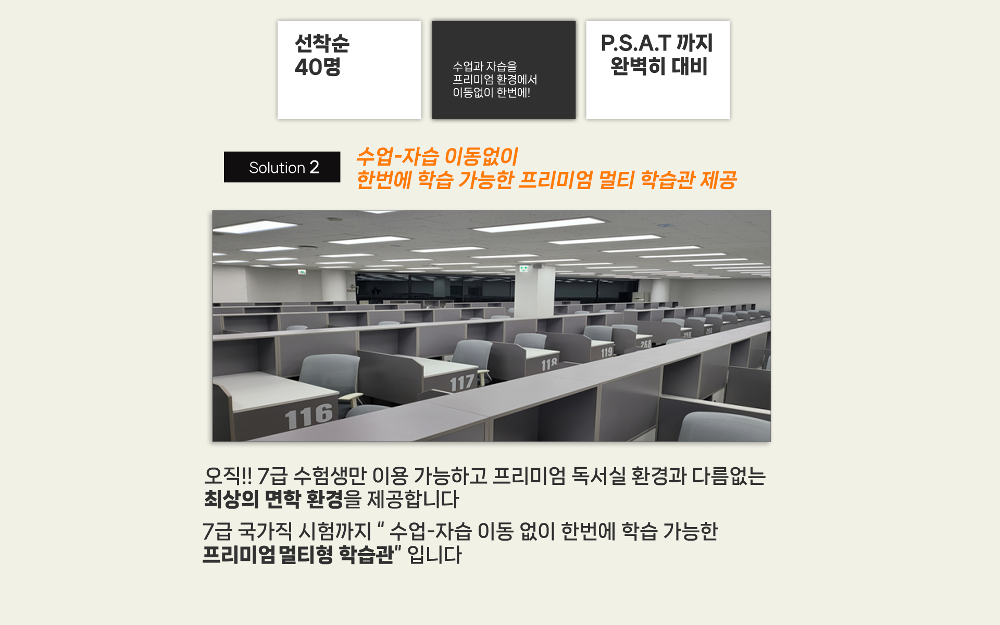 선착순
40명
수업과 자습을
프리미엄 환경에서
이동없이 한번에!
P.S.A.T 까지
완벽히 대비
Solution 2
수업-자습 이동없이
한번에 학습 가능한 프리미엄 멀티 학습관 제공
116
117
118
119
268
259
260
오직!! 7급 수험생만 이용 가능하고 프리미엄 독서실 환경과 다름없는
최상의 면학 환경을 제공합니다
7급 국가직 시험까지 " 수업-자습 이동 없이 한번에 학습 가능한
프리미엄 멀티형 학습관" 입니다